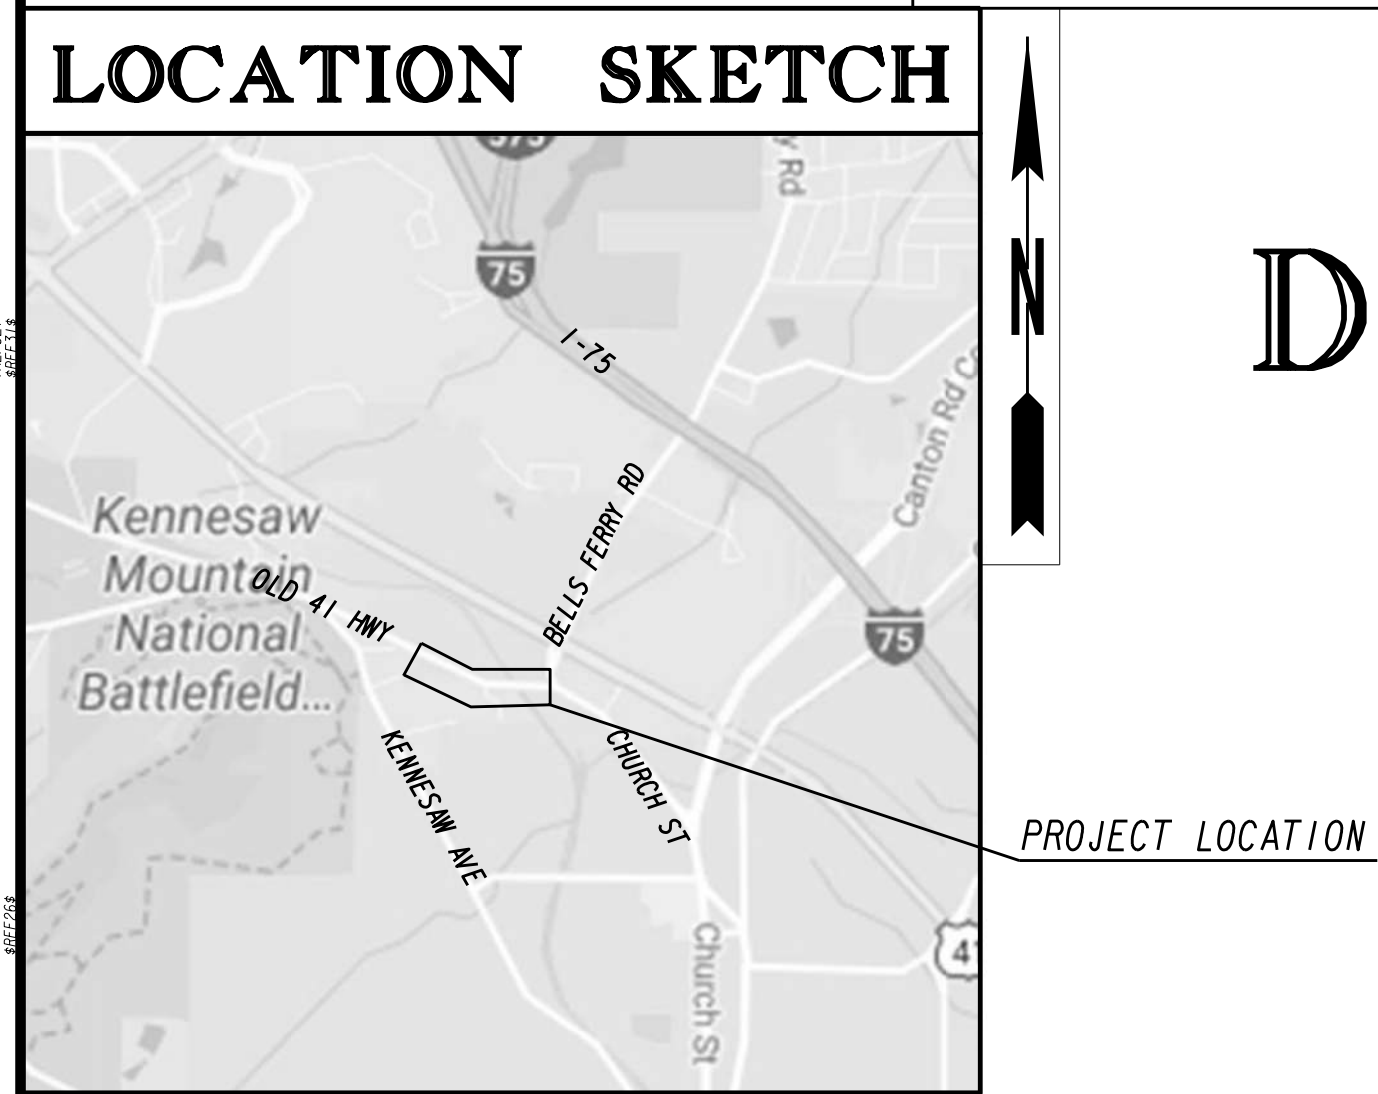 LOCATION SKETCH
575
y Rd
75
I-75
N
D
$REF31$
Canton Rd
BELLS FERRY RD
Kennesaw
Mountain
National
Battlefield...
OLD 41 HWY
75
KENNESAW AVE
CHURCH ST
PROJECT LOCATION
$REF26$
Church St
41